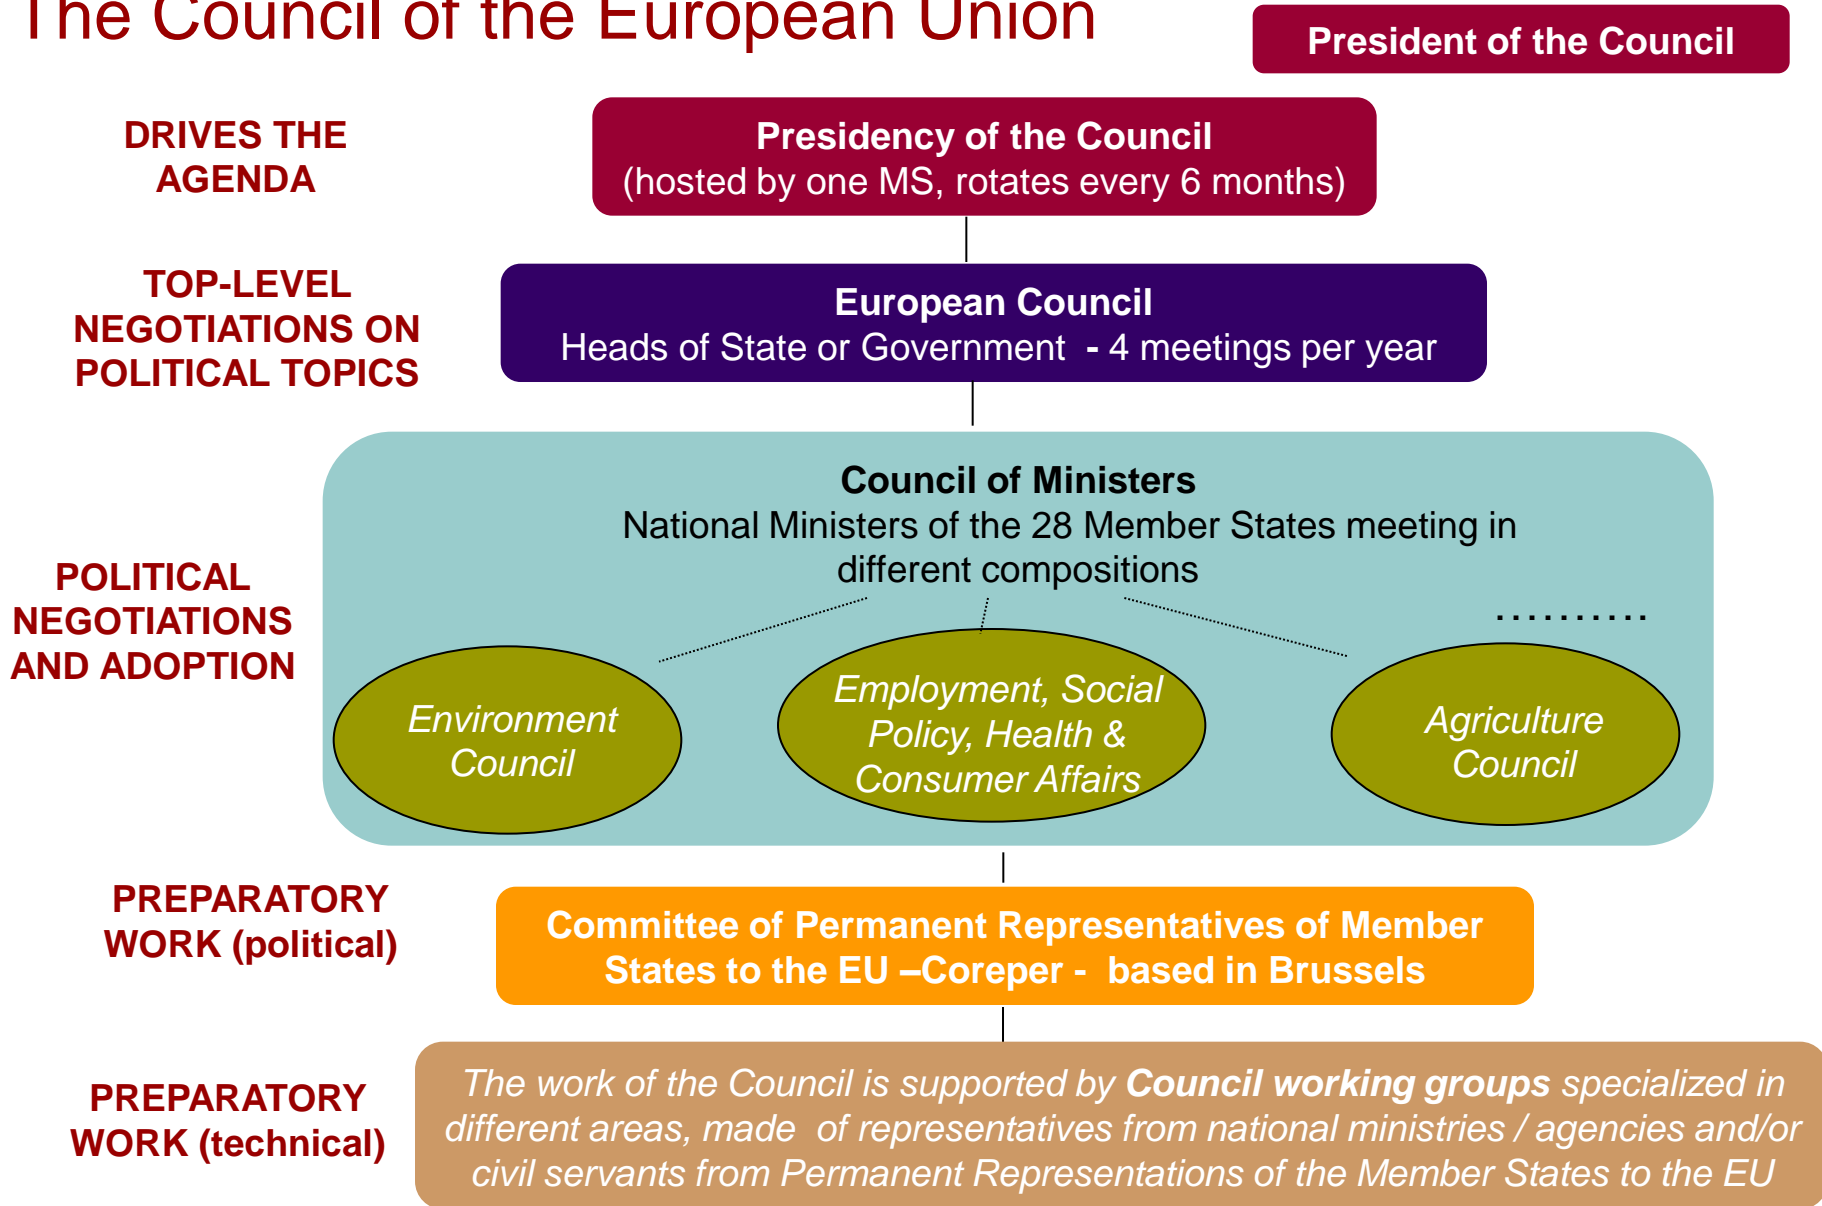 The Council of the European Union
President of the Council
DRIVES THE
AGENDA
Presidency of the Council
(hosted by one MS, rotates every 6 months)
TOP-LEVEL
NEGOTIATIONS ON
POLITICAL TOPICS
European Council
Heads of State or Government - 4 meetings per year
POLITICAL
NEGOTIATIONS
AND ADOPTION
Council of Ministers
National Ministers of the 28 Member States meeting in
different compositions
..........
Environment
Council
Employment, Social
Policy, Health &
Consumer Affairs
Agriculture
Council
PREPARATORY
WORK (political)
Committee of Permanent Representatives of Member
States to the EU –Coreper - based in Brussels
PREPARATORY
WORK (technical)
The work of the Council is supported by Council working groups specialized in
different areas, made of representatives from national ministries / agencies and/or
civil servants from Permanent Representations of the Member States to the EU